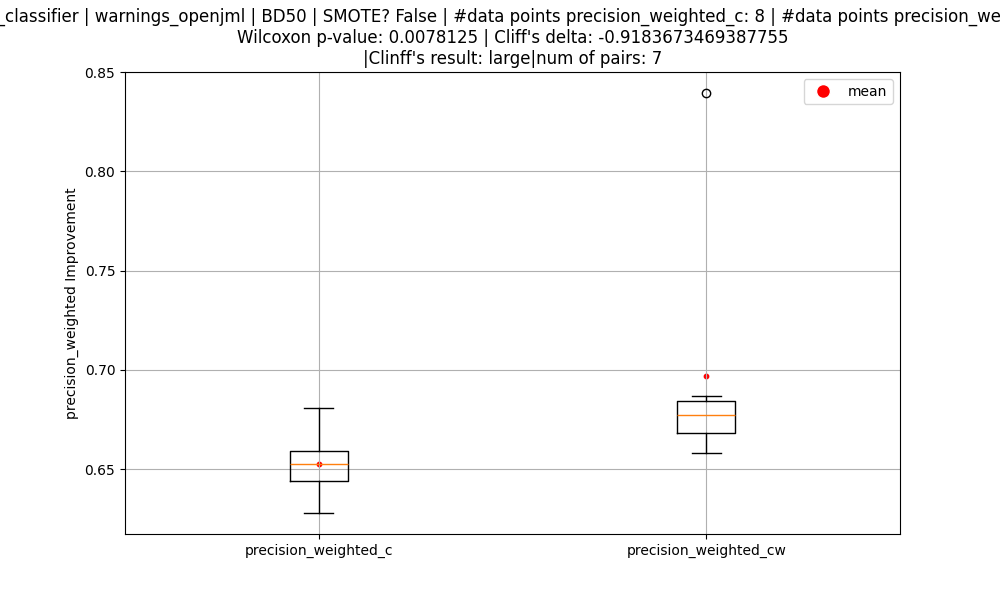 _classifier | warnings_openjml | BD50 | SMOTE? False | #data points precision_weighted_c: 8 | #data points precision_we
Wilcoxon p-value: 0.0078125 | Cliff's delta: -0.9183673469387755
|Clinff's result: large|num of pairs: 7
mean
precision_weighted Improvement
0.85
0.80
0.75
0.70
0.65
precision_weighted_c
precision_weighted_cw